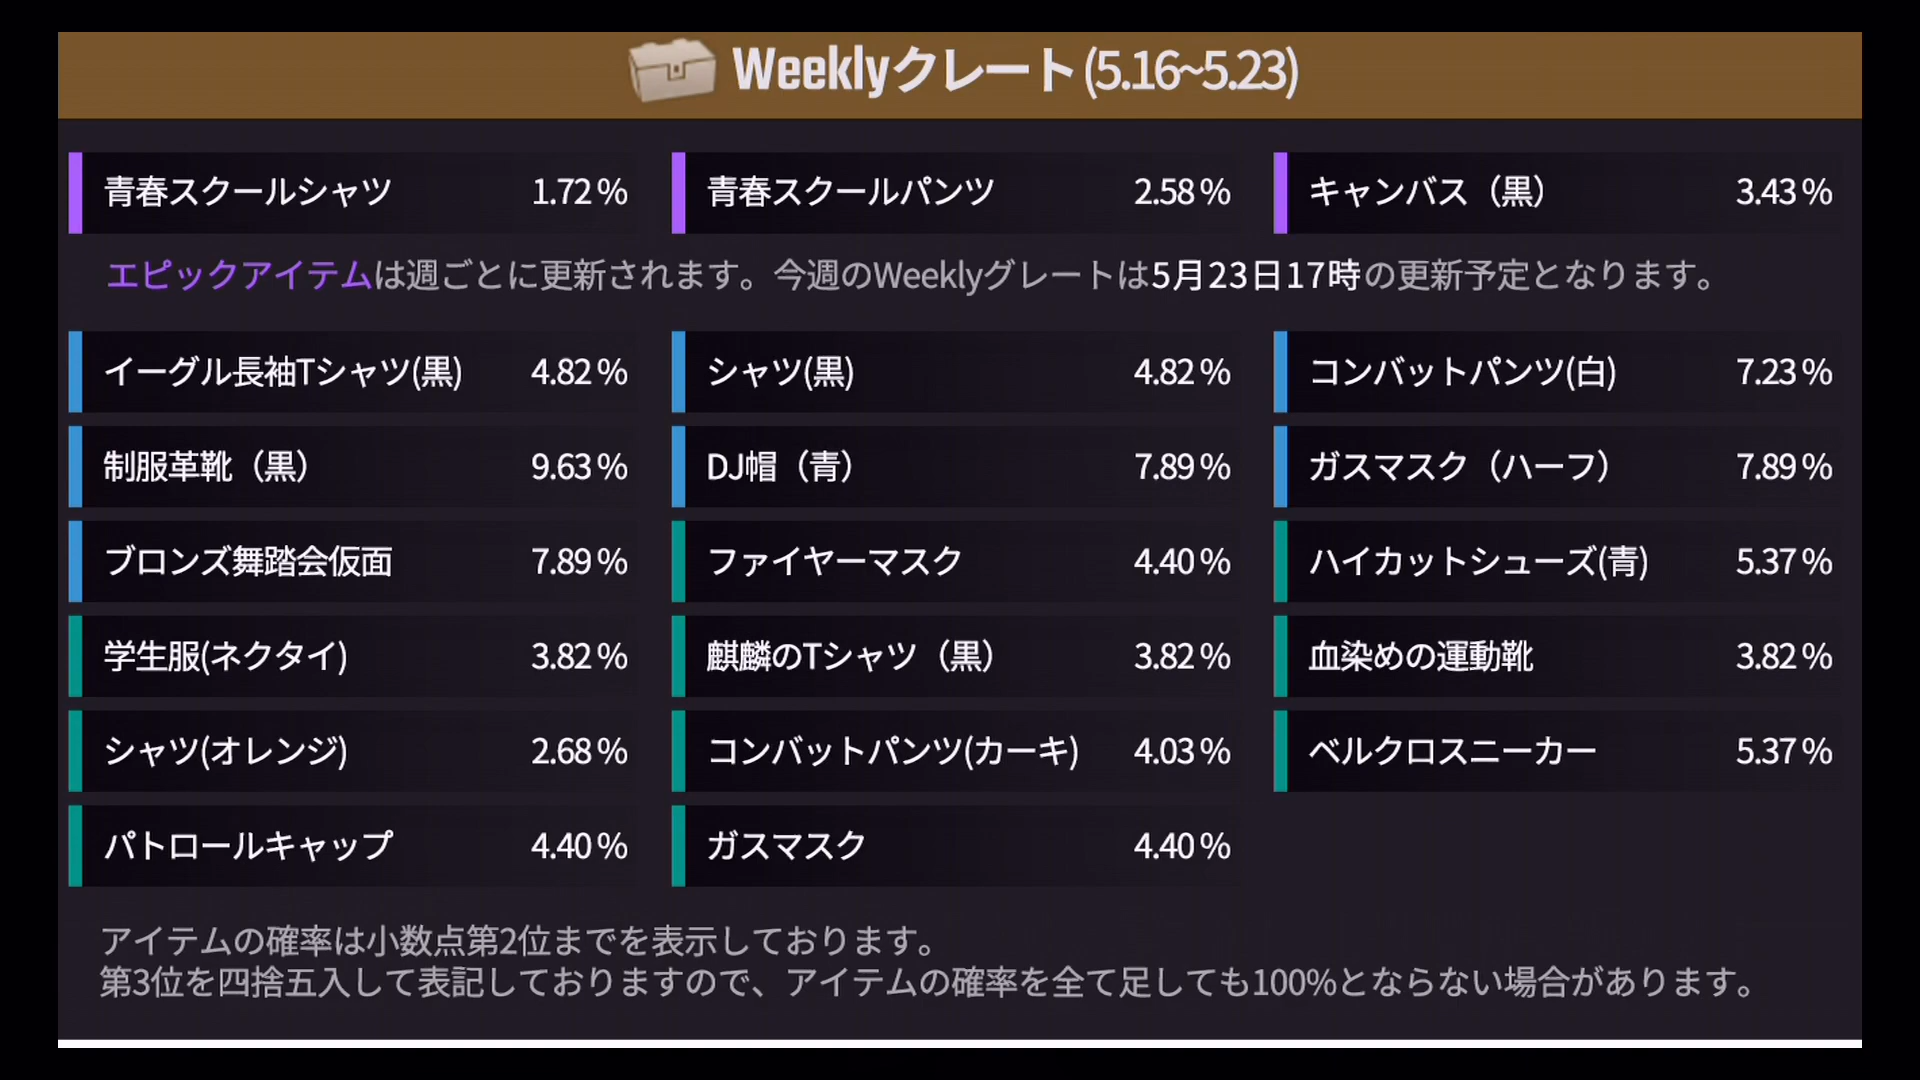 Weeklyクレート(5.16~5.23)
青春スクールシャツ 1.72%
青春スクールパンツ 2.58%
キャンバス（黒） 3.43%
エピックアイテムは週ごとに更新されます。今週のWeeklyグレートは5月23日17時の更新予定となります。
イーグル長袖Tシャツ(黒) 4.82%
シャツ(黒) 4.82%
コンバットパンツ(白) 7.23%
制服革靴（黒） 9.63%
DJ帽（青） 7.89%
ガスマスク（ハーフ） 7.89%
ブロンズ舞踏会仮面 7.89%
ファイヤーマスク 4.40%
ハイカットシューズ(青) 5.37%
学生服(ネクタイ) 3.82%
麒麟のTシャツ（黒） 3.82%
血染めの運動靴 3.82%
シャツ(オレンジ) 2.68%
コンバットパンツ(カーキ) 4.03%
ベルクロスニーカー 5.37%
パトロールキャップ 4.40%
ガスマスク 4.40%
アイテムの確率は小数点第2位までを表示しております。
第3位を四捨五入して表記しておりますので、アイテムの確率を全て足しても100%とならない場合があります。